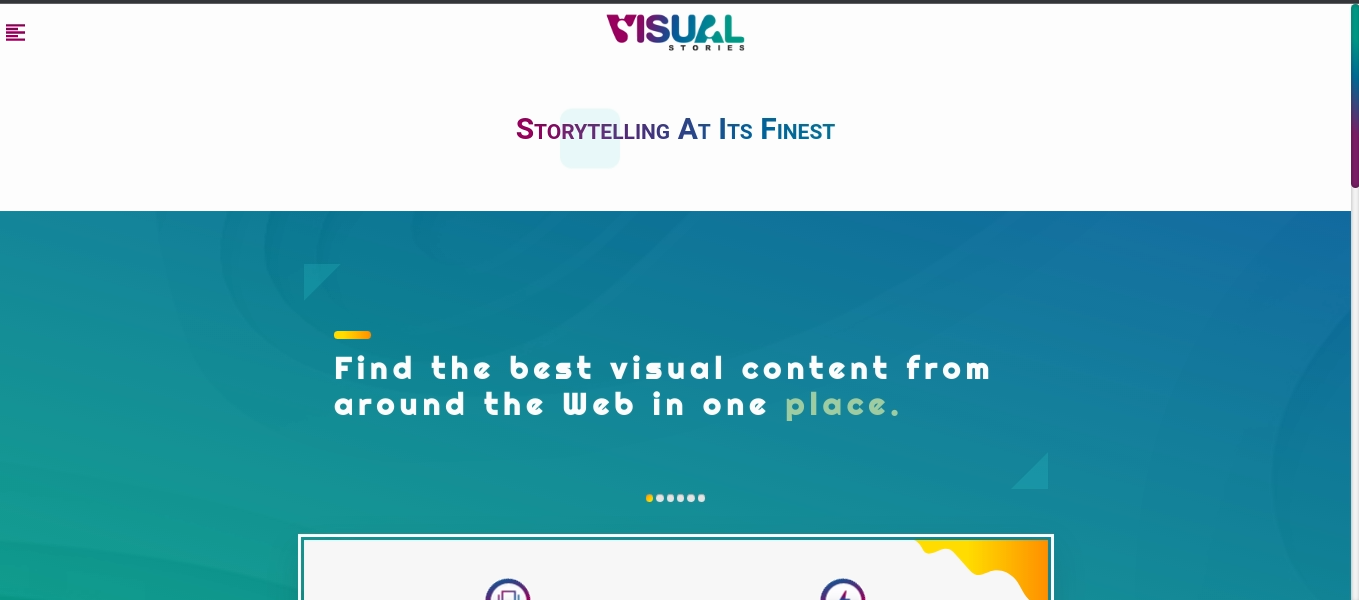 VISUAL
STORIES
Storytelling At Its Finest
Find the best visual content from
around the Web in one place.